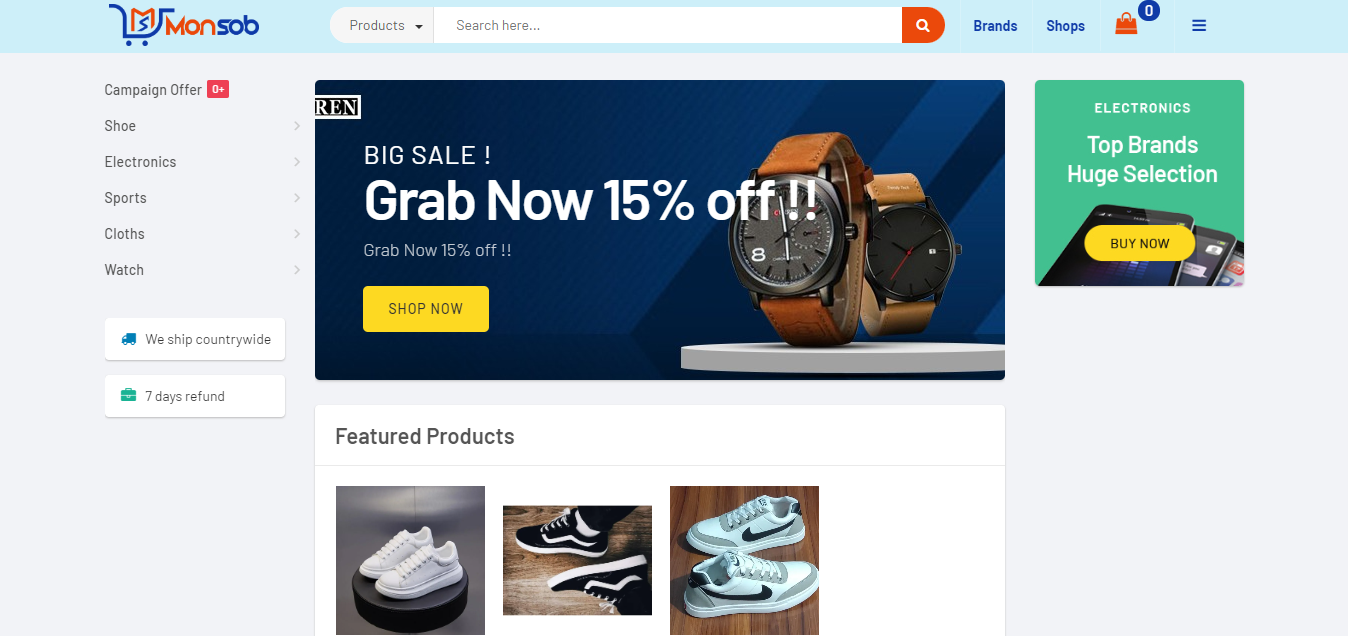 Monsob
Products
Search here...
Brands
Shops
0
Campaign Offer 0+
Shoe
Electronics
Sports
Cloths
Watch
We ship countrywide
7 days refund
REN
BIG SALE !
Grab Now 15% off !!
Grab Now 15% off !!
SHOP NOW
8
ELECTRONICS
Top Brands
Huge Selection
BUY NOW
Featured Products